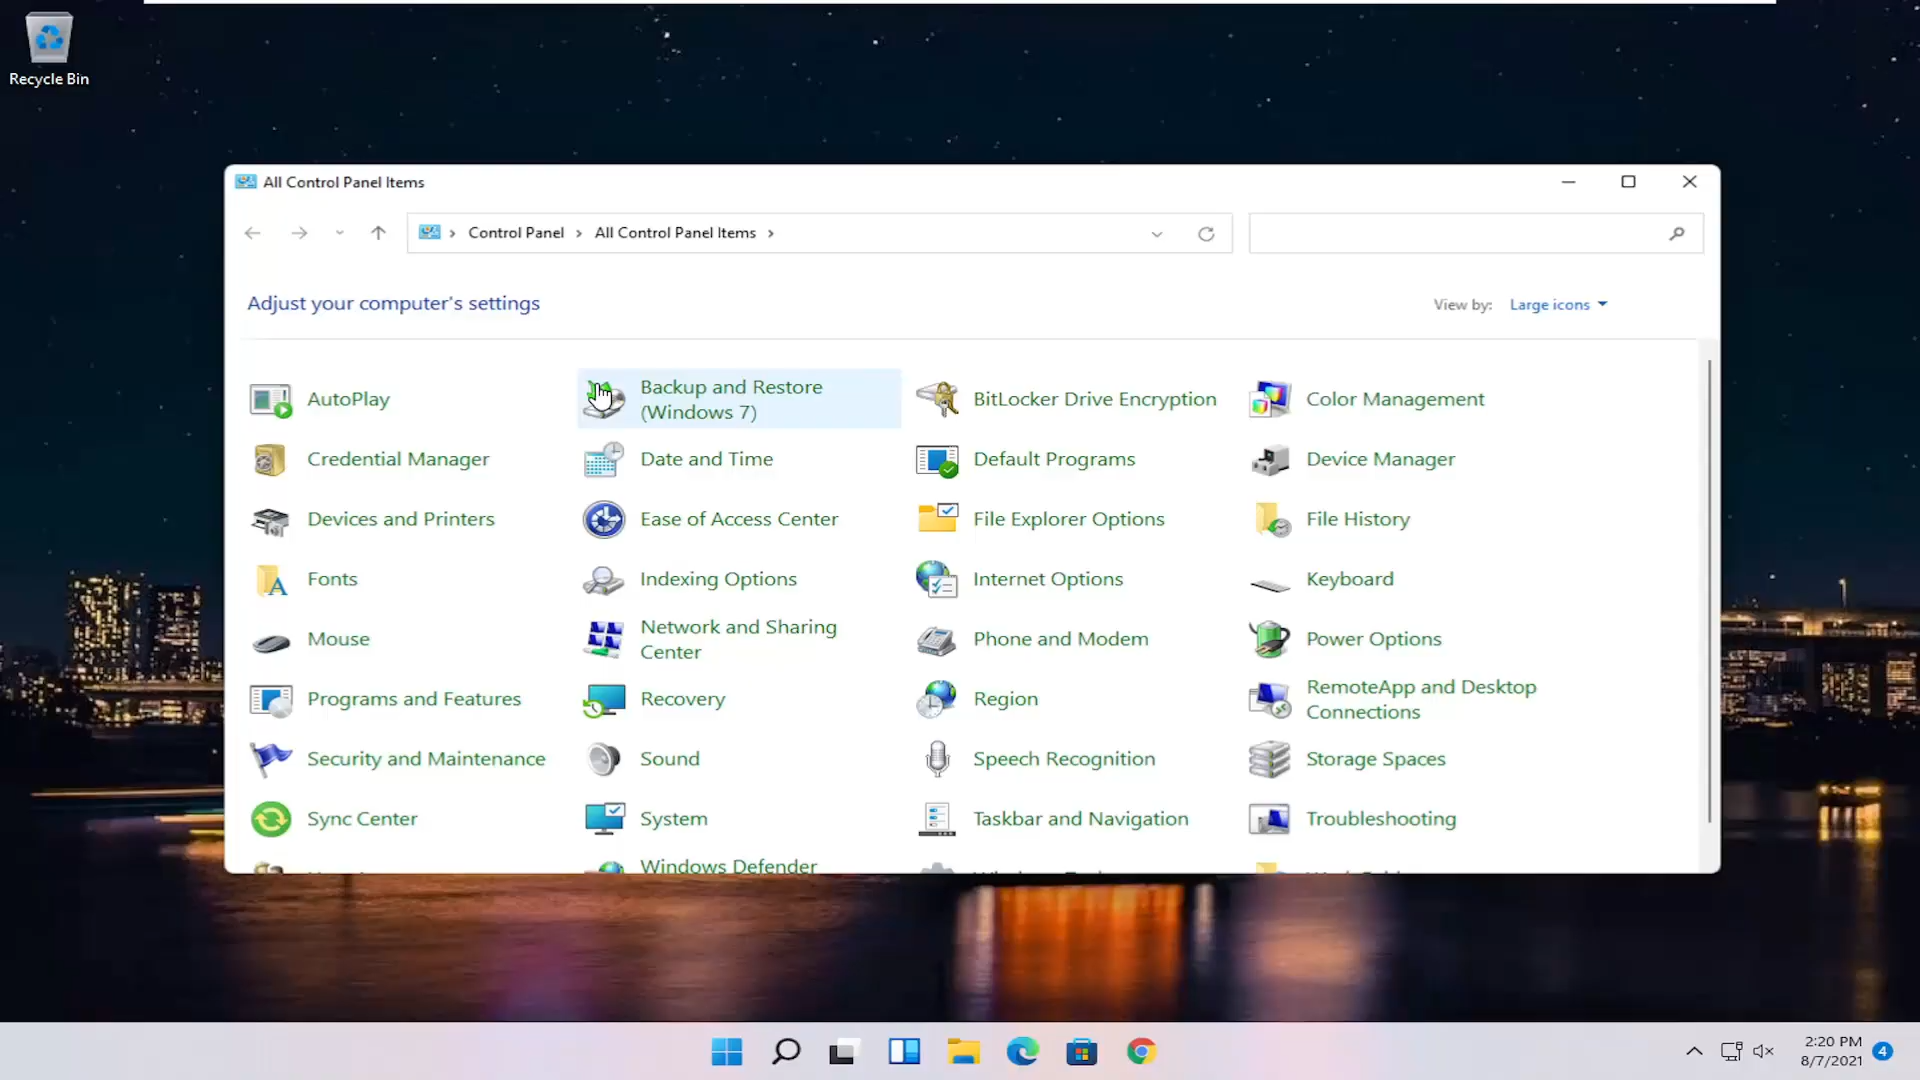 Recycle Bin
All Control Panel Items
Control Panel All Control Panel Items
Adjust your computer's settings
View by: Large icons
AutoPlay
Backup and Restore
(Windows 7)
BitLocker Drive Encryption
Color Management
Credential Manager
Date and Time
Default Programs
Device Manager
Devices and Printers
Ease of Access Center
File Explorer Options
File History
Fonts
Indexing Options
Internet Options
Keyboard
Mouse
Network and Sharing
Center
Phone and Modem
Power Options
Programs and Features
Recovery
Region
RemoteApp and Desktop
Connections
Security and Maintenance
Sound
Speech Recognition
Storage Spaces
Sync Center
System
Taskbar and Navigation
Troubleshooting
Windows Defender
2:20 PM
8/7/2021
4